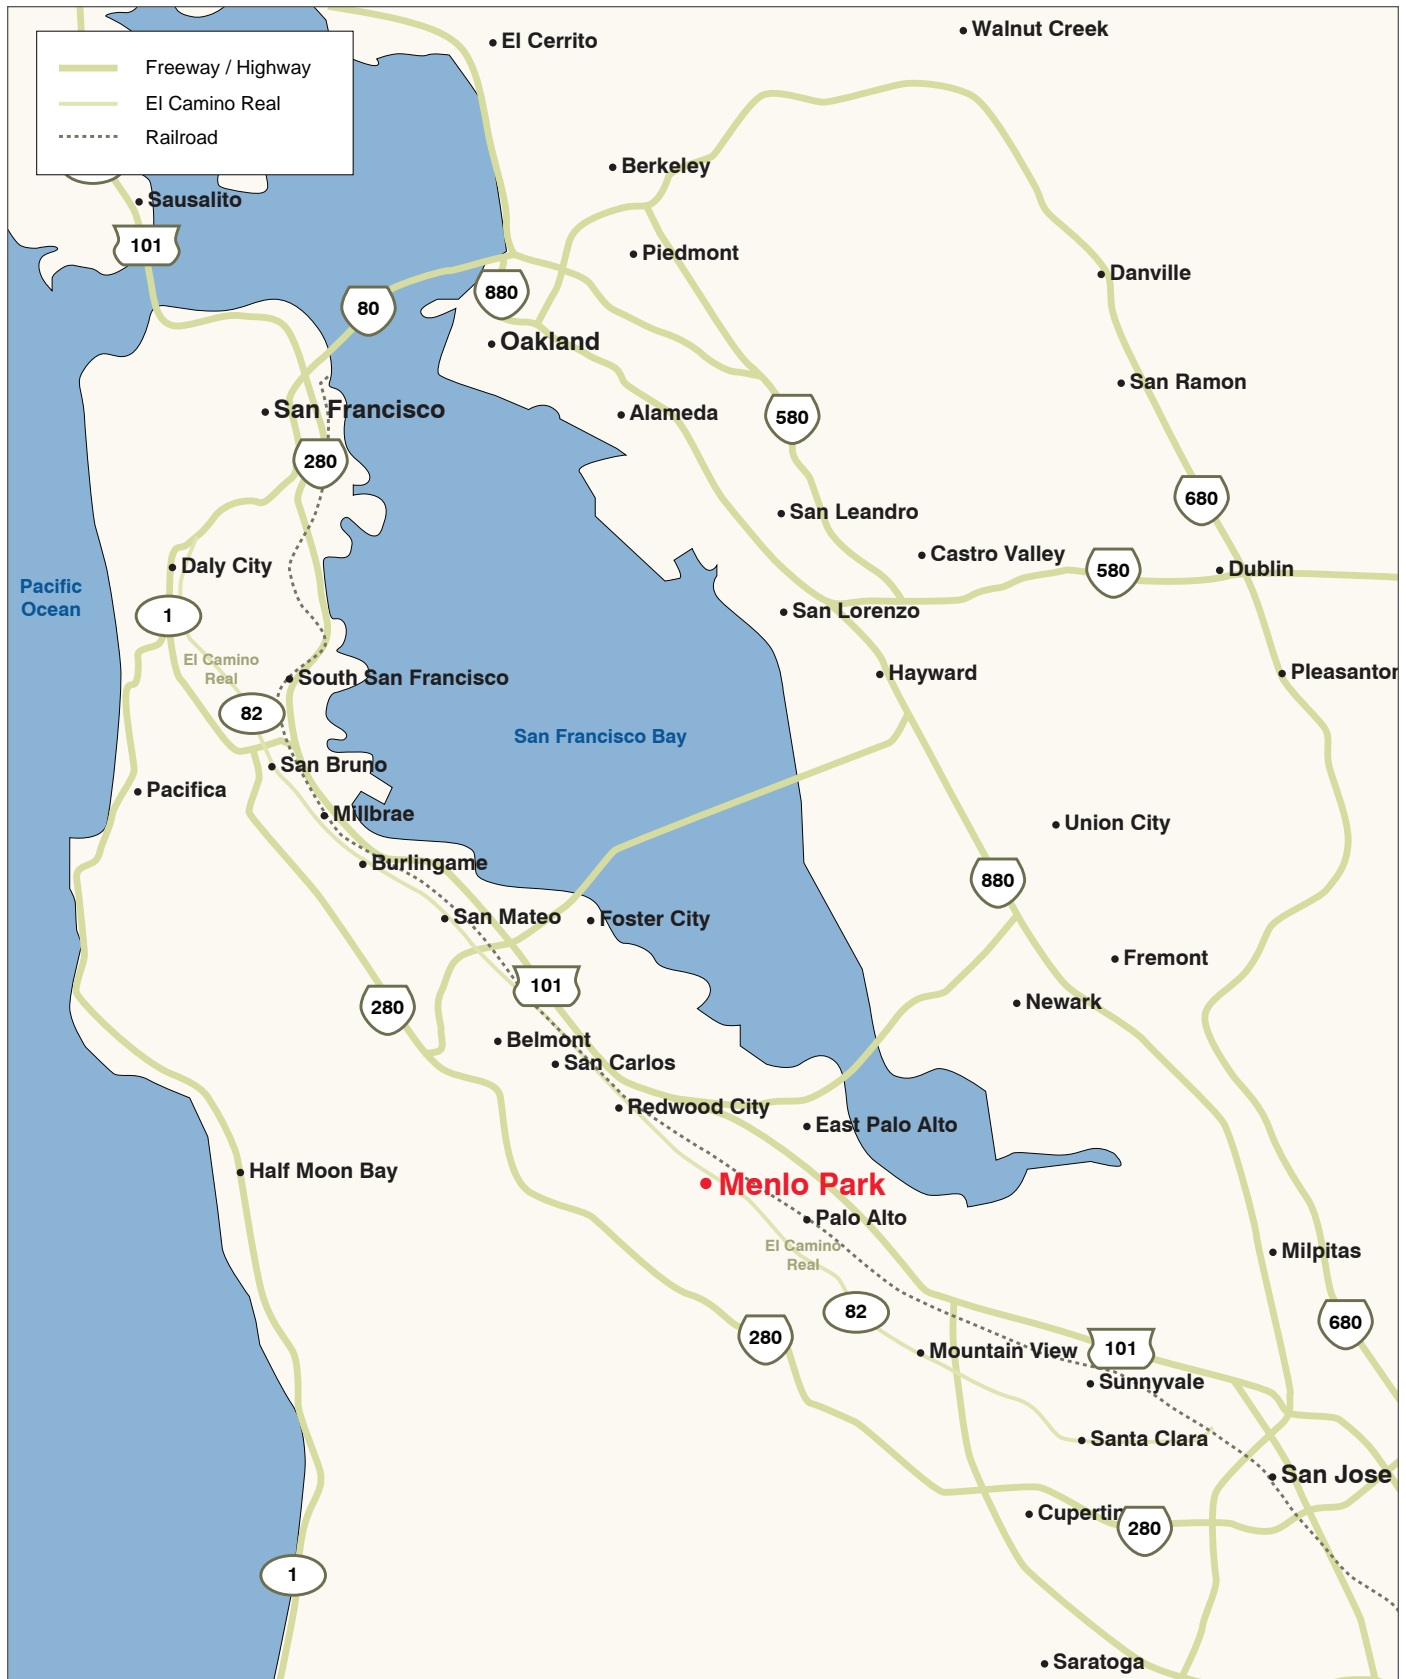 El Cerrito
Walnut Creek
Freeway / Highway
El Camino Real
Railroad
Berkeley
Sausalito
101
Piedmont
Danville
880
80
Oakland
San Ramon
San Francisco
Alameda
580
280
680
San Leandro
Castro Valley
Daly City
580
Dublin
Pacific
Ocean
1
San Lorenzo
El Camino
Real
South San Francisco
Hayward
Pleasanton
82
San Francisco Bay
San Bruno
Pacifica
Millbrae
Union City
Burlingame
880
San Mateo
Foster City
Fremont
101
280
Newark
Belmont
San Carlos
Redwood City
East Palo Alto
Half Moon Bay
Menlo Park
Palo Alto
El Camino
Real
Milpitas
82
280
680
Mountain View
101
Sunnyvale
Santa Clara
San Jose
Cupertin
280
1
Saratoga